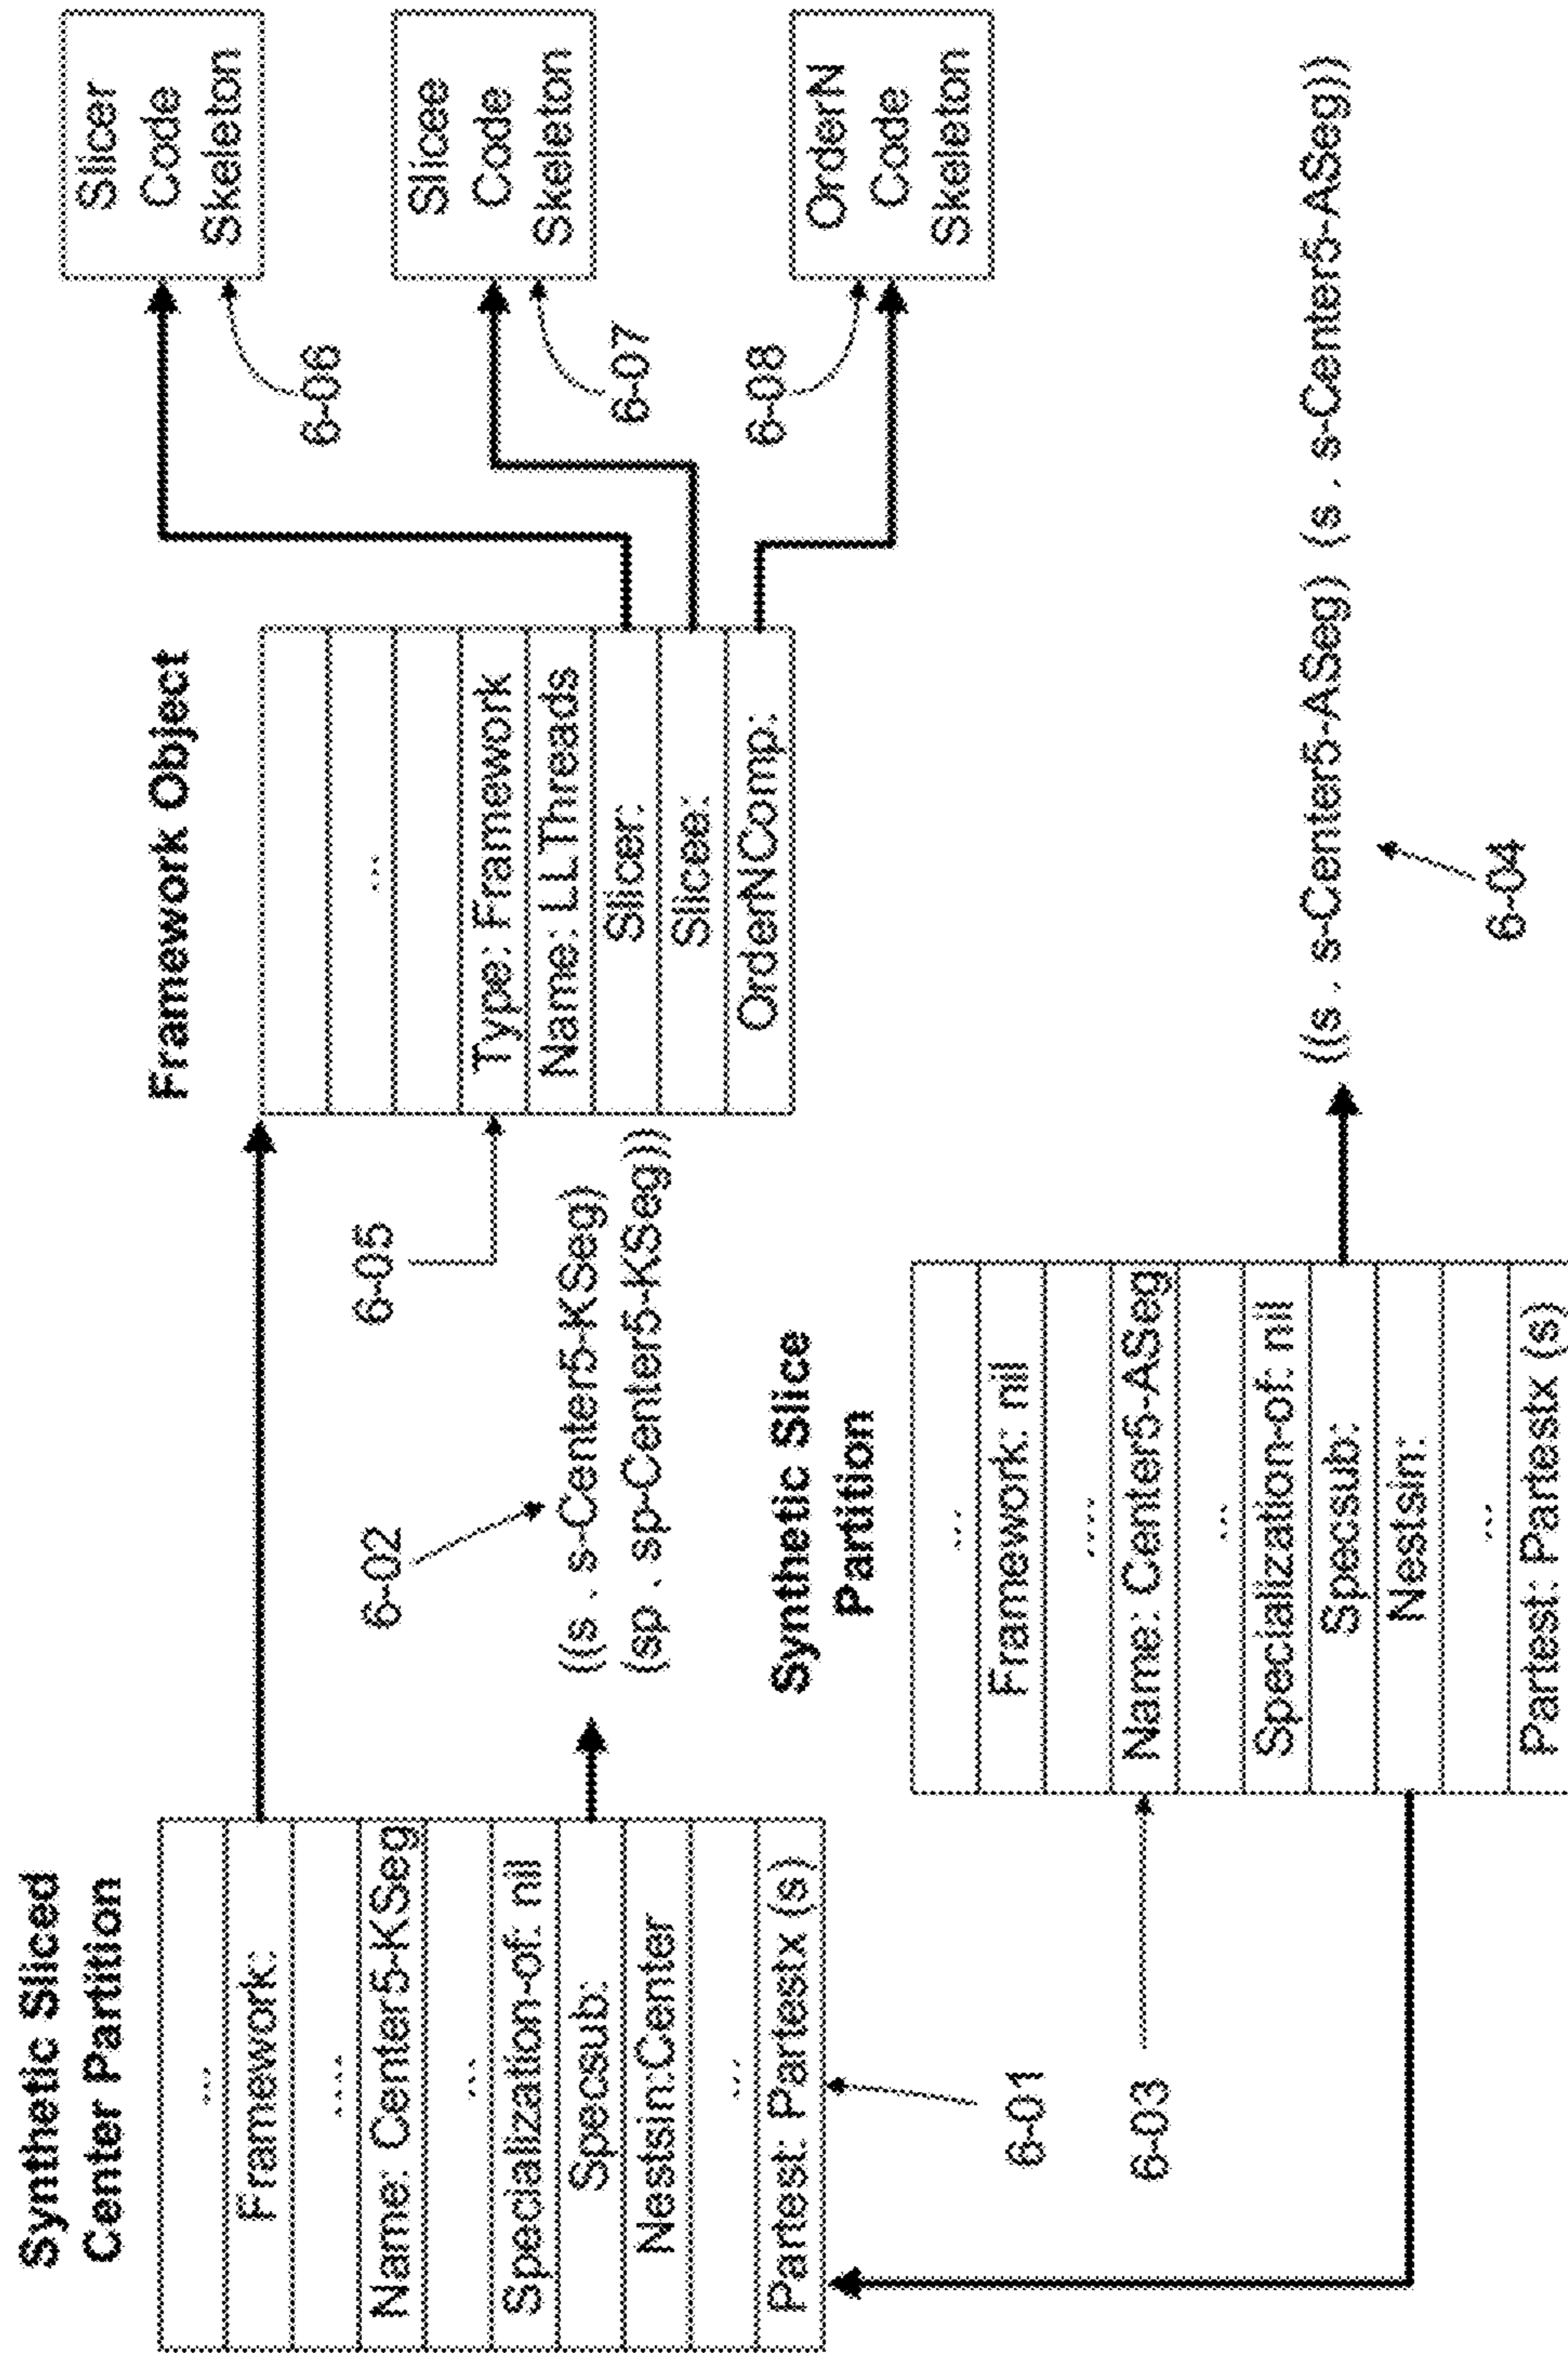 Synthetic Sliced
Center Partition
...
Framework:
....
Name: Center5-KSeg
...
Specialization-of: nil
Specsub:
Nestsin:Center
...
Partest: Partestx (s)
6-01
6-02
((s . s-Center5-KSeg)
(sp . sp-Center5-KSeg))
6-05
Framework Object
...
Type: Framework
Name: LLThreads
Slicer:
Slicee:
OrderNComp:
Slicer
Code
Skeleton
6-06
Slicee
Code
Skeleton
6-07
OrderN
Code
Skeleton
6-08
Synthetic Slice
Partition
...
Framework: nil
....
Name: Center5-ASeg
...
Specialization-of: nil
Specsub:
Nestsin:
...
Partest: Partestx (s)
6-03
((s . s-Center5-ASeg) (s . s-Center5-ASeg))
6-04